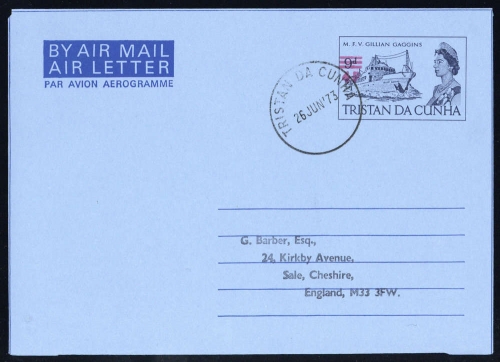 BY AIR MAIL
AIR LETTER
PAR AVION AEROGRAMME
M.F.V. GILLIAN GAGGINS
9d
TRISTAN DA CUNHA
TRISTAN DA CUNHA
26 JUN '73
G. Barber, Esq.,
24, Kirkby Avenue,
Sale, Cheshire,
England, M33 3FW.